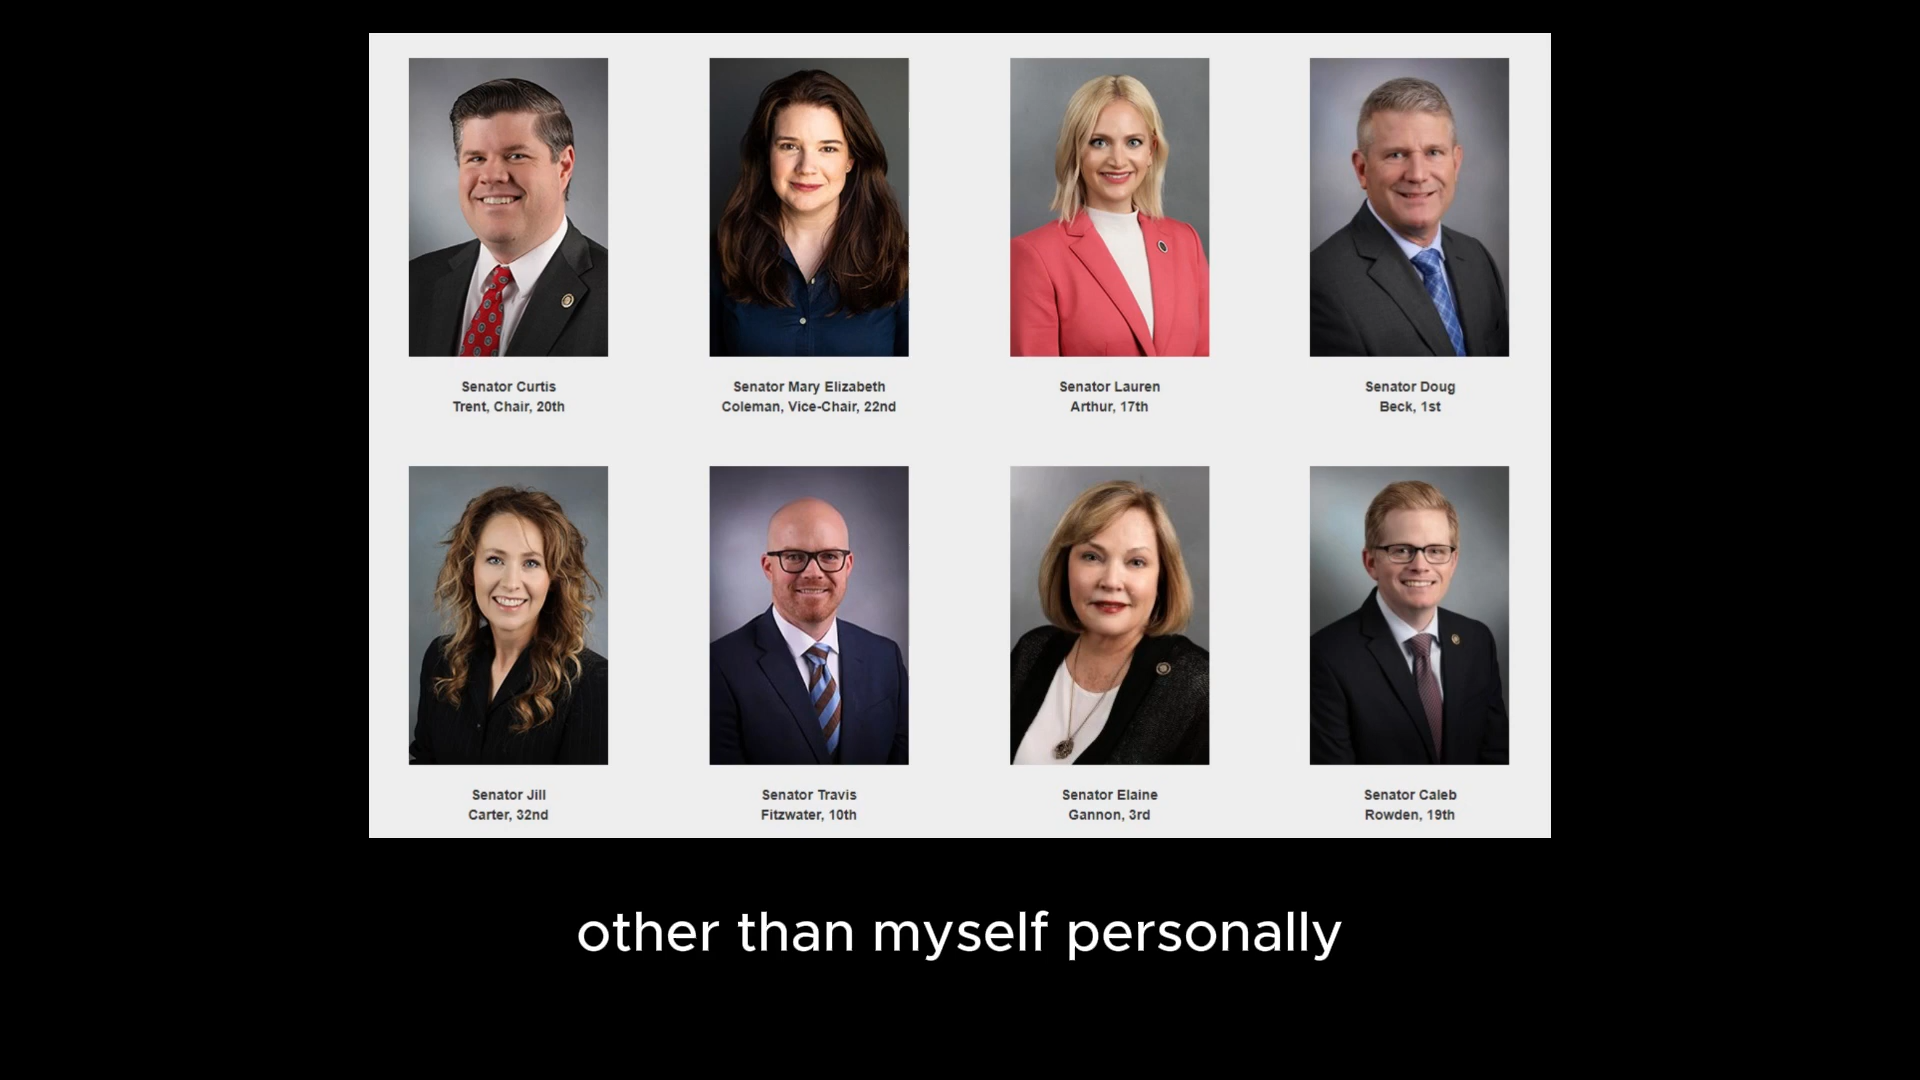 Senator Curtis
Trent, Chair, 20th
Senator Mary Elizabeth
Coleman, Vice-Chair, 22nd
Senator Lauren
Arthur, 17th
Senator Doug
Beck, 1st
Senator Jill
Carter, 32nd
Senator Travis
Fitzwater, 10th
Senator Elaine
Gannon, 3rd
Senator Caleb
Rowden, 19th
other than myself personally